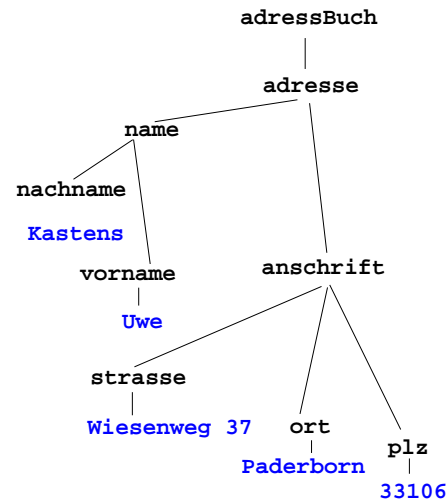 adressBuch
adresse
name
nachname
Kastens
vorname
Uwe
anschrift
strasse
Wiesenweg 37
ort
Paderborn
plz
33106